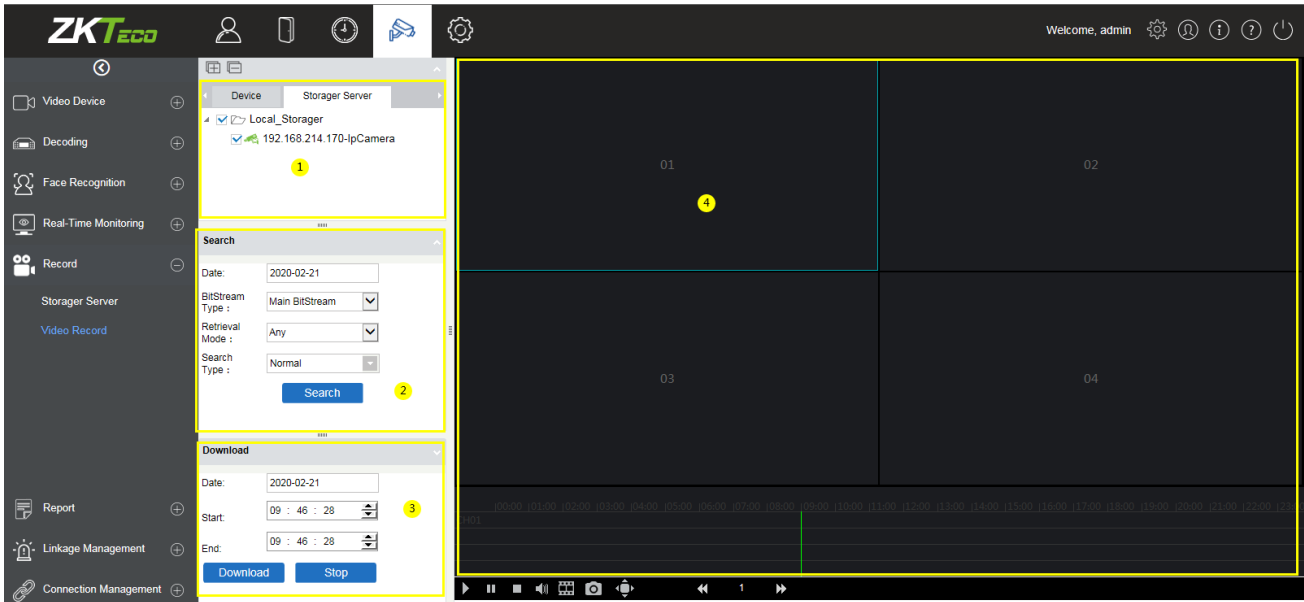 ZKTeco
Welcome, admin
Video Device
Decoding
Face Recognition
Real-Time Monitoring
Record
Storager Server
Video Record
Report
Linkage Management
Connection Management
Device
Storager Server
Local_Storager
192.168.214.170-IpCamera
1
Search
Date:
2020-02-21
BitStream
Type :
Main BitStream
Retrieval
Mode :
Any
Search
Type :
Normal
Search
2
Download
Date:
2020-02-21
3
Start:
09 : 46 : 28
End:
09 : 46 : 28
Download
Stop
01
02
4
03
04
|00:00 |01:00 |02:00 |03:00 |04:00 |05:00 |06:00 |07:00 |08:00 |09:00 |10:00 |11:00 |12:00 |13:00 |14:00 |15:00 |16:00 |17:00 |18:00 |19:00 |20:00 |21:00 |22:00
1